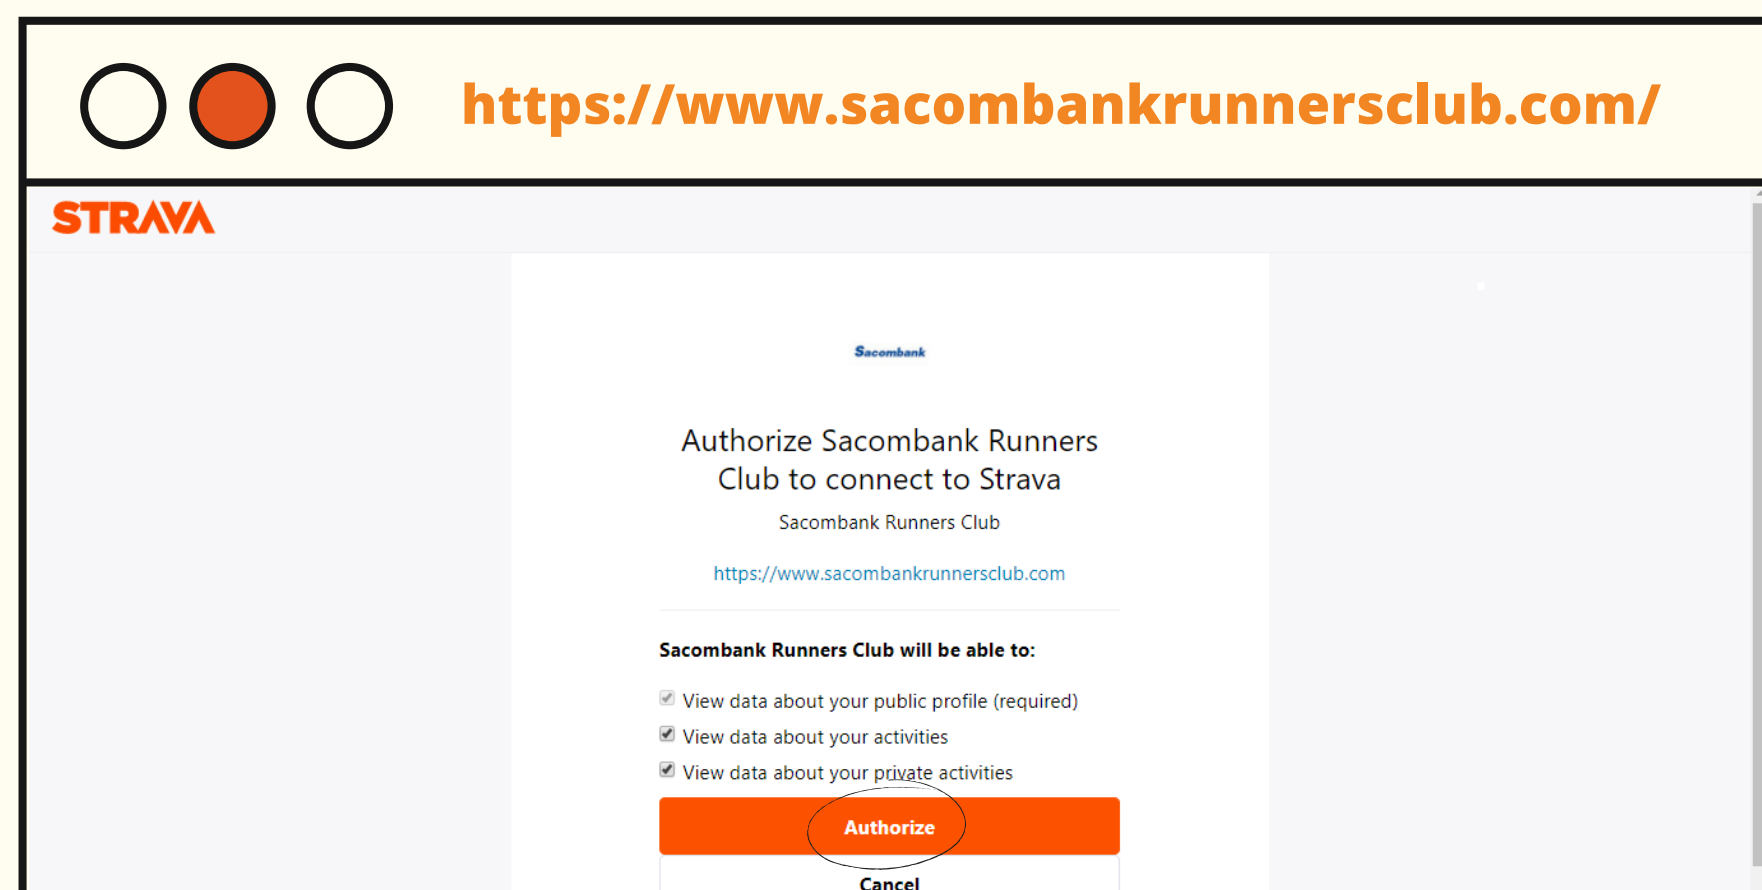 https://www.sacombankrunnersclub.com/
STRAVA
Sacombank
Authorize Sacombank Runners
Club to connect to Strava
Sacombank Runners Club
https://www.sacombankrunnersclub.com
Sacombank Runners Club will be able to:
View data about your public profile (required)
View data about your activities
View data about your private activities
Authorize
Cancel